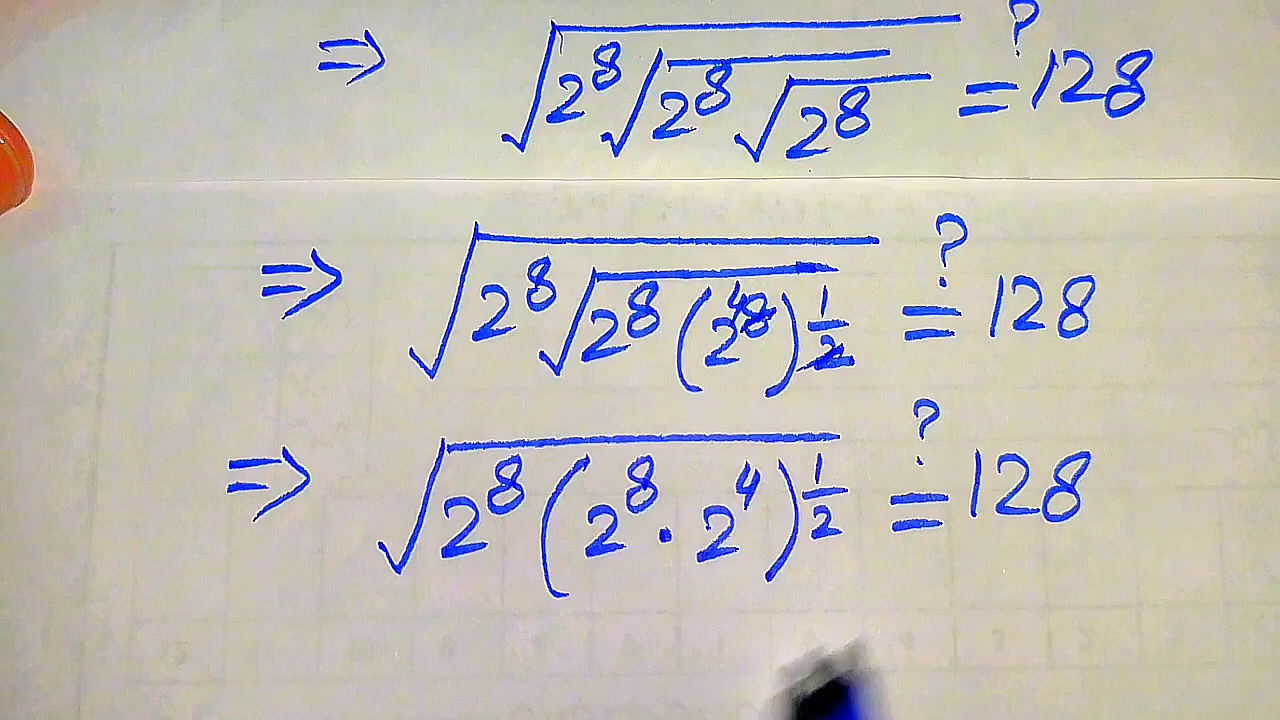 ⇒ √(2⁸√(2⁸√(2⁸))) ≟ 128
⇒ √(2⁸√(2⁸(2⁸)^(1/2))) ≟ 128
⇒ √(2⁸(2⁸·2⁴)^(1/2)) ≟ 128